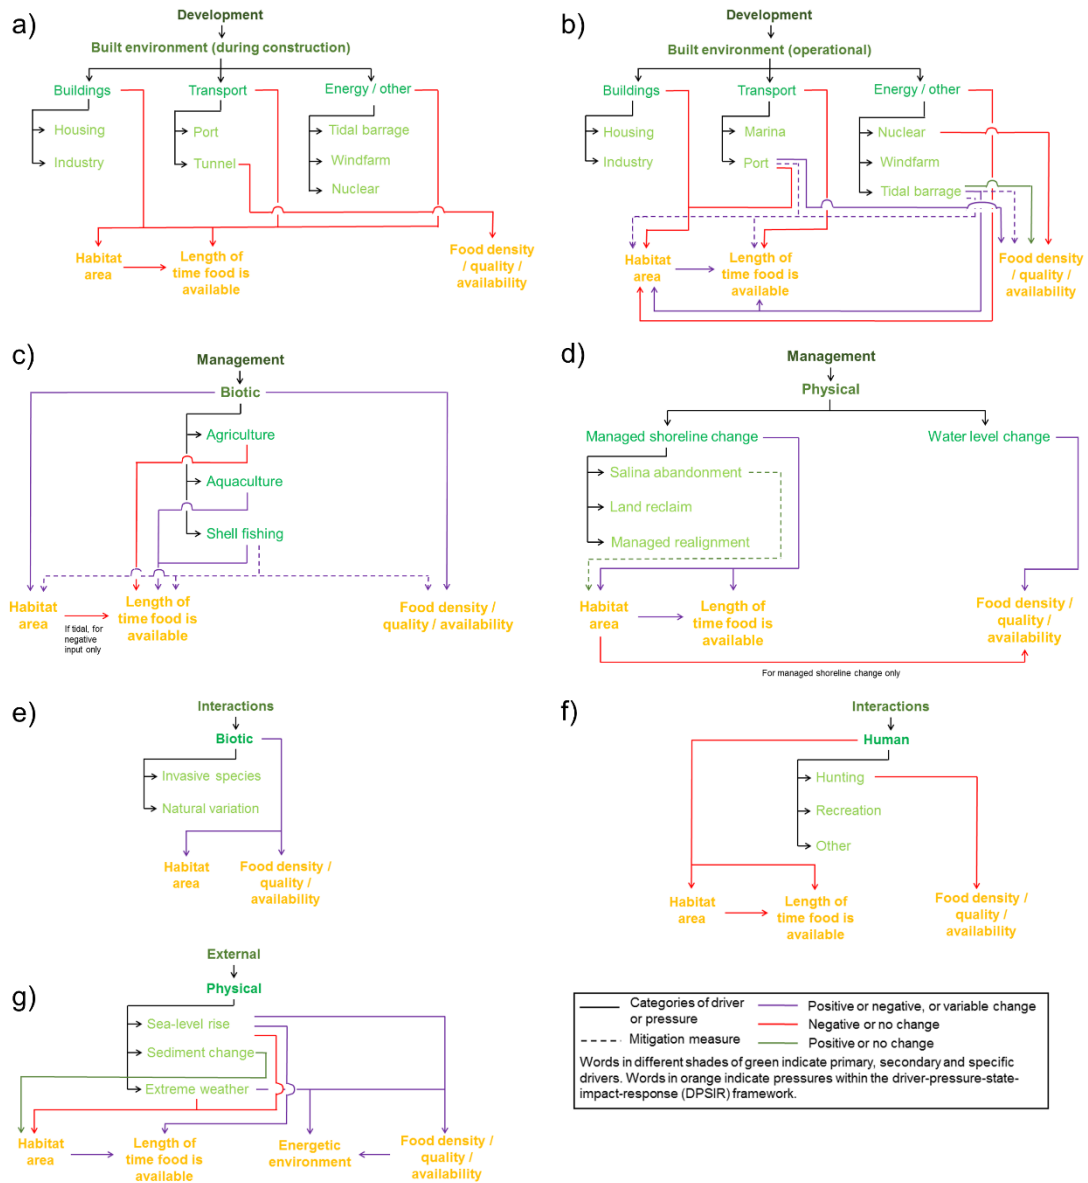 a)
Development
Built environment (during construction)
Buildings
Transport
Energy / other
Housing
Industry
Port
Tunnel
Tidal barrage
Windfarm
Nuclear
Habitat
area
Length of
time food is
available
Food density
/ quality /
availability
b)
Development
Built environment (operational)
Buildings
Transport
Energy / other
Housing
Industry
Marina
Port
Nuclear
Windfarm
Tidal barrage
Habitat
area
Length of
time food is
available
Food density
/ quality /
availability
c)
Management
Biotic
Agriculture
Aquaculture
Shell fishing
Habitat
area
If tidal, for
negative
input only
Length of
time food is
available
Food density /
quality / availability
d)
Management
Physical
Managed shoreline change
Water level change
Salina abandonment
Land reclaim
Managed realignment
Habitat
area
Length of
time food is
available
Food density /
quality /
availability
For managed shoreline change only
e)
Interactions
Biotic
Invasive species
Natural variation
Habitat
area
Food density /
quality /
availability
f)
Interactions
Human
Hunting
Recreation
Other
Habitat
area
Length of
time food is
available
Food density /
quality /
availability
g)
External
Physical
Sea-level rise
Sediment change
Extreme weather
Habitat
area
Length of
time food is
available
Energetic
environment
Food density /
quality /
availability
Categories of driver
or pressure
Mitigation measure
Positive or negative, or variable change
Negative or no change
Positive or no change
Words in different shades of green indicate primary, secondary and specific
drivers. Words in orange indicate pressures within the driver-pressure-state-
impact-response (DPSIR) framework.